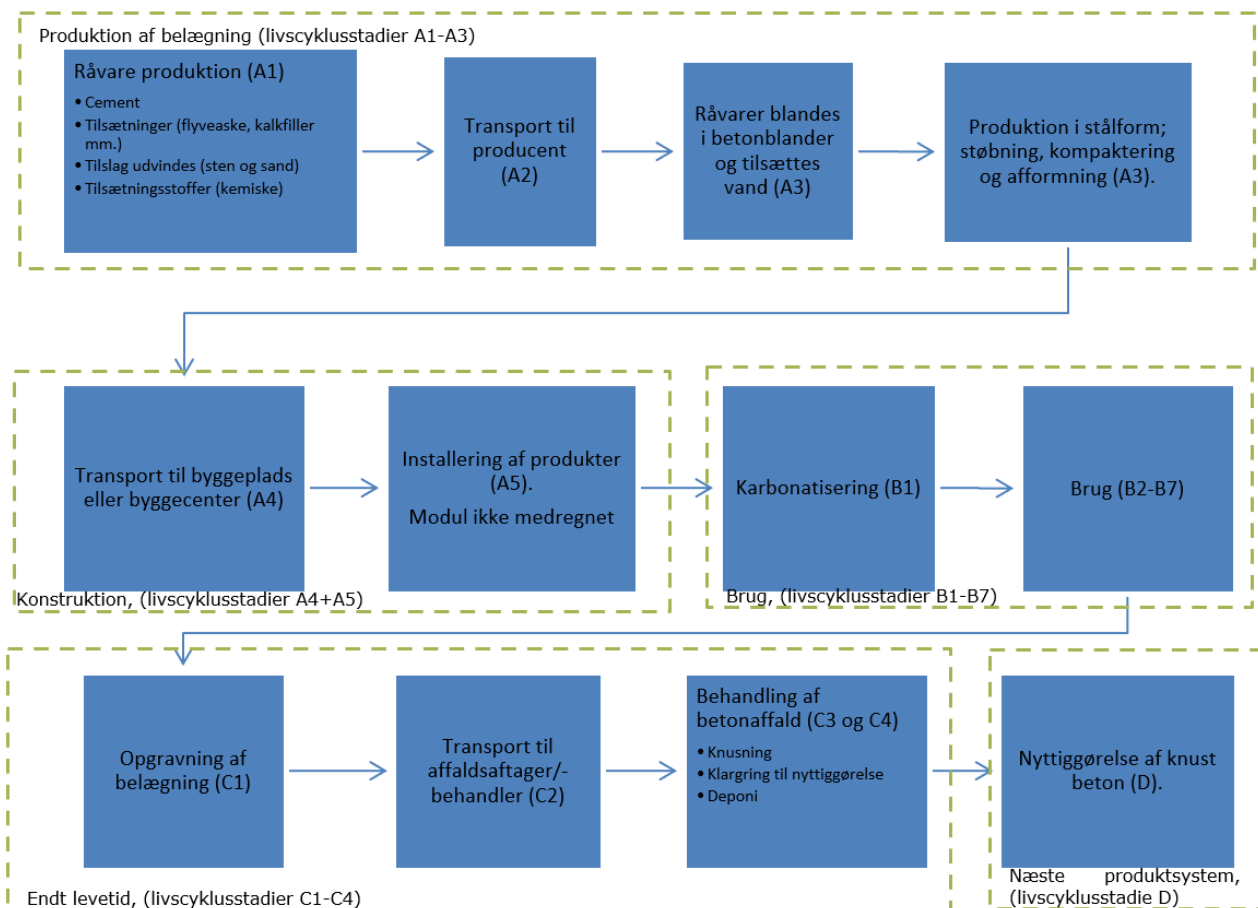 Produktion af belægning (livscyklusstadier A1-A3)
Råvare produktion (A1)
• Cement
• Tilsætninger (flyveaske, kalkfiller
mm.)
• Tilslag udvindes (sten og sand)
• Tilsætningsstoffer (kemiske)
Transport til
producent
(A2)
Råvarer blandes
i betonblander
og tilsættes
vand (A3)
Produktion i stålform;
støbning, kompaktering
og afformning (A3).
Transport til byggeplads
eller byggecenter (A4)
Installering af produkter
(A5).
Modul ikke medregnet
Konstruktion, (livscyklusstadier A4+A5)
Karbonatisering (B1)
Brug (B2-B7)
Brug, (livscyklusstadier B1-B7)
Opgravning af
belægning (C1)
Transport til
affaldsaftager/-
behandler (C2)
Behandling af
betonaffald (C3 og C4)
• Knusning
• Klargring til nyttiggørelse
• Deponi
Endt levetid, (livscyklusstadier C1-C4)
Nyttiggørelse af knust
beton (D).
Næste produktsystem,
(livscyklusstadie D)